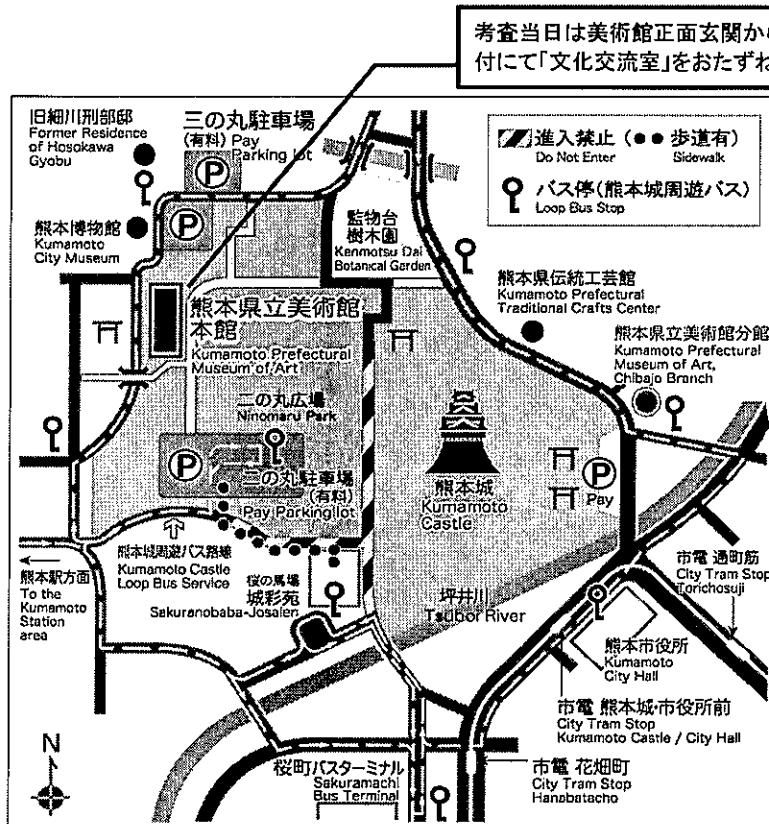 考査当日は美術館正面玄関か
付にて「文化交流室」をおたずね
旧細川刑部邸
Former Residence
of Hosokawa
Gyobu
三の丸駐車場
(有料) Pay
Parking lot
P
P
進入禁止 (●● 歩道有)
Do Not Enter
Sidewalk
バス停(熊本城周遊バス)
Loop Bus Stop
熊本博物館
Kumamoto
City Museum
監物台
樹木園
Kenmotsu Dai
Botanical Garden
熊本県立美術館
本館
Kumamoto Prefectural
Museum of Art
熊本県伝統工芸館
Kumamoto Prefectural
Traditional Crafts Center
熊本県立美術館分館
Kumamoto Prefectural
Museum of Art,
Chibajo Branch
二の丸広場
Ninomaru Park
P
二の丸駐車場
(有料)
Pay Parking lot
熊本城
Kumamoto
Castle
P
Pay
熊本駅方面
To the
Kumamoto
Station
area
熊本城周遊バス路線
Kumamoto Castle
Loop Bus Service
桜の馬場
城彩苑
Sakuranobaba-Josaien
坪井川
Tsuboi River
市電 通町筋
City Tram Stop
Torichosuji
熊本市役所
Kumamoto
City Hall
市電 熊本城・市役所前
City Tram Stop
Kumamoto Castle / City Hall
N
桜町バスターミナル
Sakuramachi
Bus Terminal
市電 花畑町
City Tram Stop
Hanabatacho